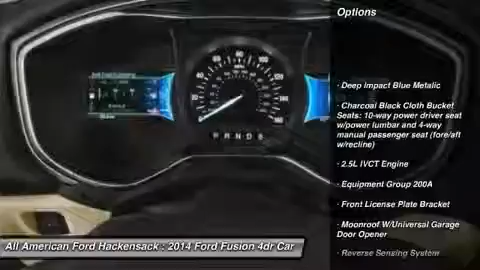 Options
· Deep Impact Blue Metalic
· Charcoal Black Cloth Bucket
Seats: 10-way power driver seat
w/power lumbar and 4-way
manual passenger seat (fore/aft
w/recline)
· 2.5L IVCT Engine
· Equipment Group 200A
· Front License Plate Bracket
· Moonroof W/Universal Garage
Door Opener
· Reverse Sensing System
P R N D S
All American Ford Hackensack : 2014 Ford Fusion 4dr Car